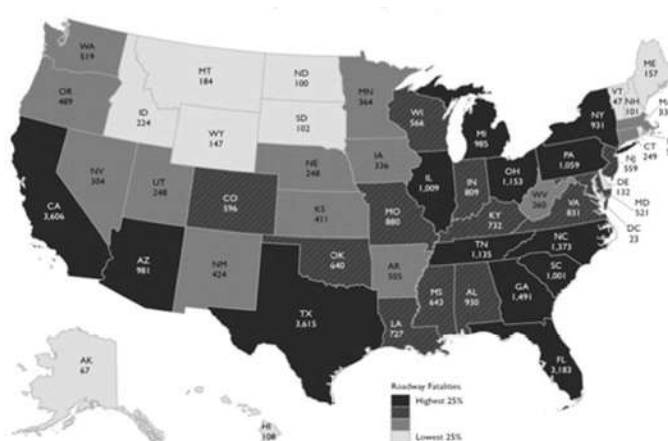 WA
519
OR
489
ID
224
MT
184
ND
100
MN
364
SD
102
WY
147
WI
566
MI
985
NY
931
VT
47
NH
101
ME
157
CT
249
NJ
559
DE
132
MD
521
DC
23
PA
1,059
OH
1,153
IN
809
IL
1,009
IA
336
NE
248
NV
304
UT
248
CO
596
KS
411
MO
880
KY
732
WV
260
VA
831
CA
3,606
AZ
981
NM
424
OK
640
AR
505
TN
1,135
NC
1,373
SC
1,001
GA
1,491
AL
930
MS
643
LA
727
TX
3,615
FL
3,183
AK
67
HI
108
Roadway Fatalities
Highest 25%
Lowest 25%